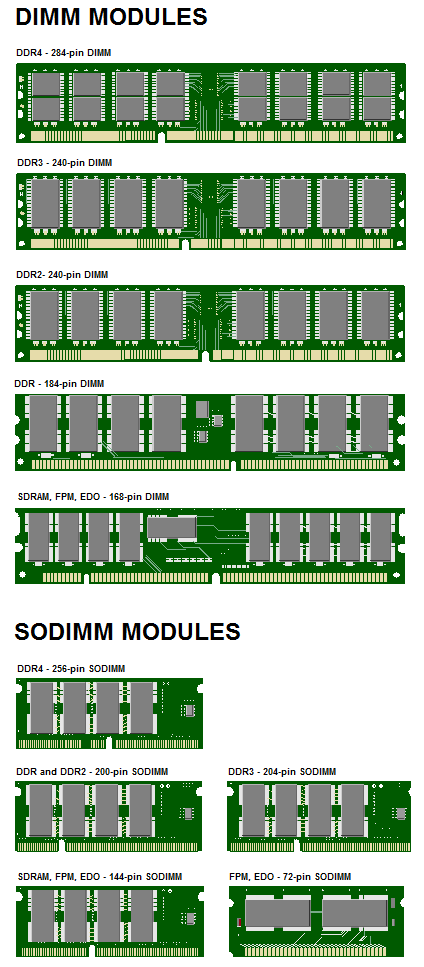 DIMM MODULES
DDR4 - 284-pin DIMM
DDR3 - 240-pin DIMM
DDR2- 240-pin DIMM
DDR - 184-pin DIMM
SDRAM, FPM, EDO - 168-pin DIMM
SODIMM MODULES
DDR4 - 256-pin SODIMM
DDR and DDR2 - 200-pin SODIMM
DDR3 - 204-pin SODIMM
SDRAM, FPM, EDO - 144-pin SODIMM
FPM, EDO - 72-pin SODIMM